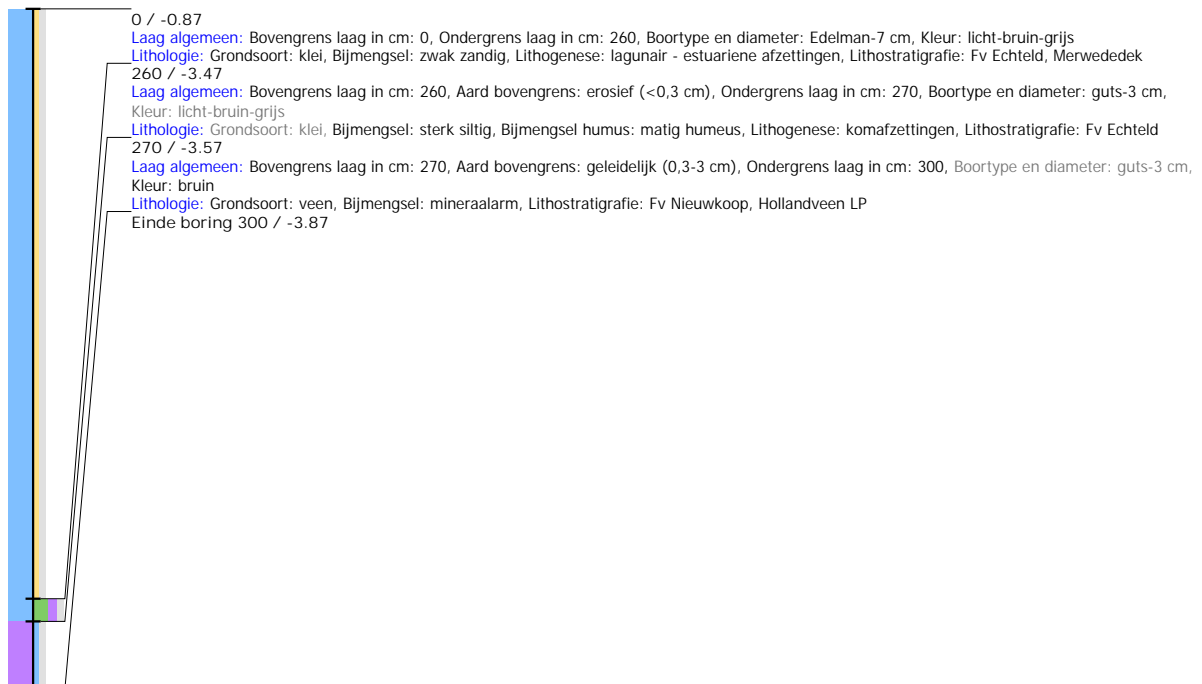 0 / -0.87
Laag algemeen: Bovengrens laag in cm: 0, Ondergrens laag in cm: 260, Boortype en diameter: Edelman-7 cm, Kleur: licht-bruin-grijs
Lithologie: Grondsoort: klei, Bijmengsel: zwak zandig, Lithogenese: lagunair - estuariene afzettingen, Lithostratigrafie: Fv Echteld, Merwededek
260 / -3.47
Laag algemeen: Bovengrens laag in cm: 260, Aard bovengrens: erosief (<0,3 cm), Ondergrens laag in cm: 270, Boortype en diameter: guts-3 cm,
Kleur: licht-bruin-grijs
Lithologie: Grondsoort: klei, Bijmengsel: sterk siltig, Bijmengsel humus: matig humeus, Lithogenese: komafzettingen, Lithostratigrafie: Fv Echteld
270 / -3.57
Laag algemeen: Bovengrens laag in cm: 270, Aard bovengrens: geleidelijk (0,3-3 cm), Ondergrens laag in cm: 300, Boortype en diameter: guts-3 cm,
Kleur: bruin
Lithologie: Grondsoort: veen, Bijmengsel: mineraalarm, Lithostratigrafie: Fv Nieuwkoop, Hollandveen LP
Einde boring 300 / -3.87